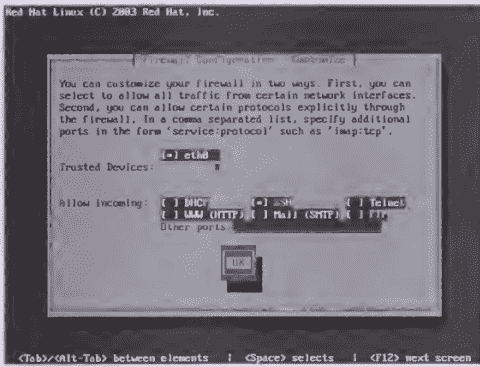 Red Hat Linux (C) 2003 Red Hat, Inc.
Firewall Configuration - Customize
You can customize your firewall in two ways. First, you can
select to allow all traffic from certain network interfaces.
Second, you can allow certain protocols explicitly through
the firewall. In a comma separated list, specify additional
ports in the form 'service:protocol' such as 'imap:tcp'.
Trusted Devices: [*] eth0
Allow incoming: [ ] DHCP [*] SSH [ ] Telnet
[ ] WWW (HTTP) [ ] Mail (SMTP) [ ] FTP
Other ports
OK
<Tab>/<Alt-Tab> between elements | <Space> selects | <F12> next screen